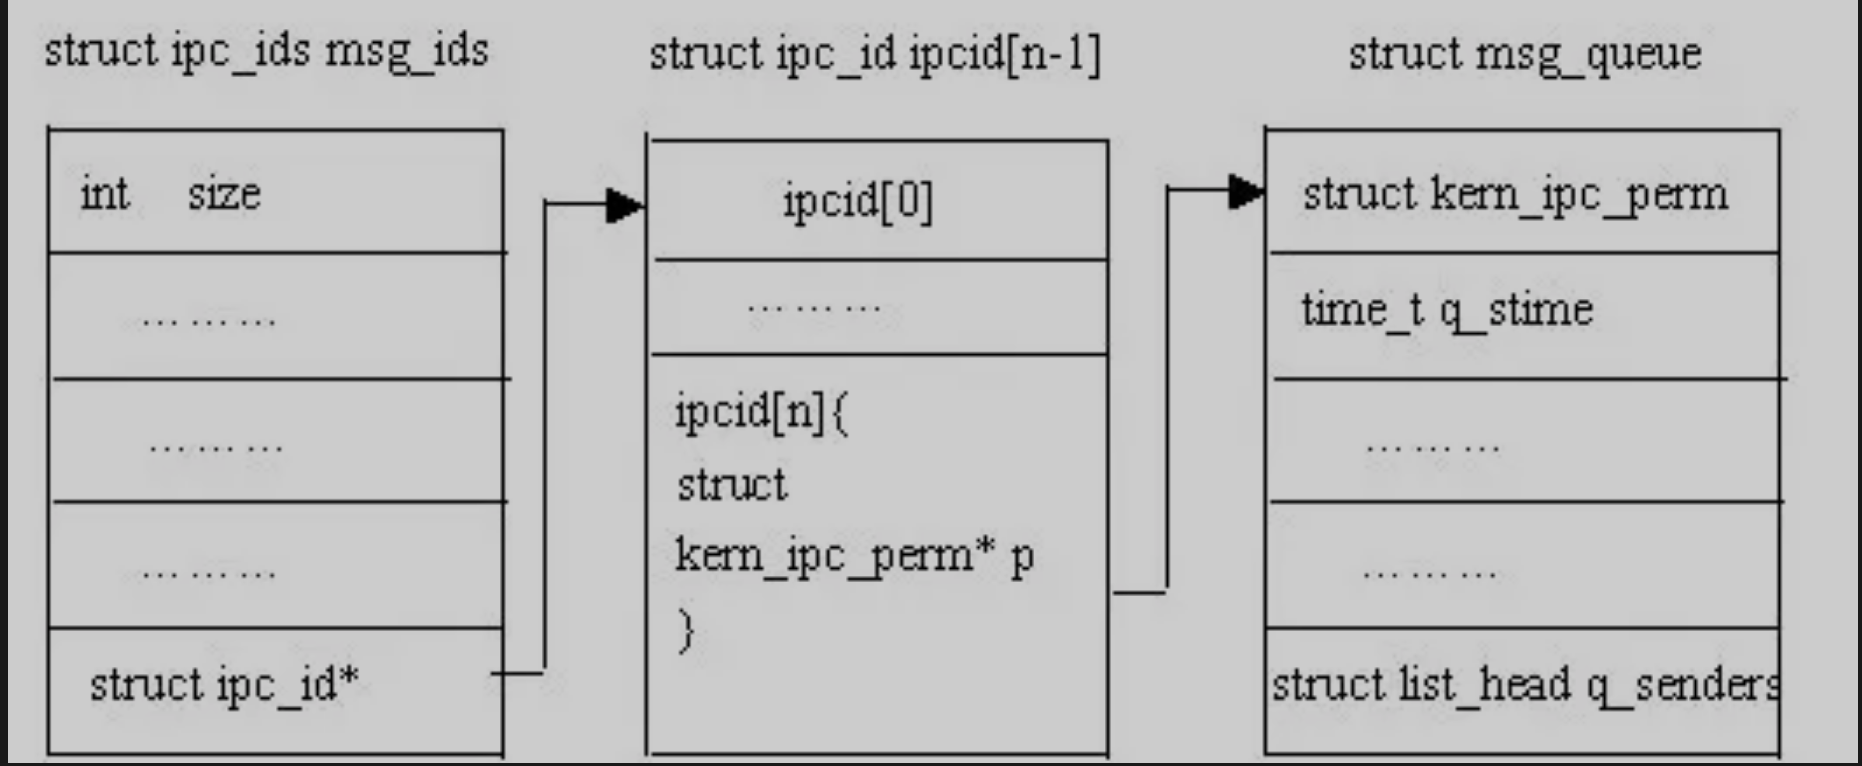 struct ipc_ids msg_ids
int size
………
………
………
struct ipc_id*
struct ipc_id ipcid[n-1]
ipcid[0]
………
ipcid[n]{
struct
kern_ipc_perm* p
}
struct msg_queue
struct kern_ipc_perm
time_t q_stime
………
………
struct list_head q_senders